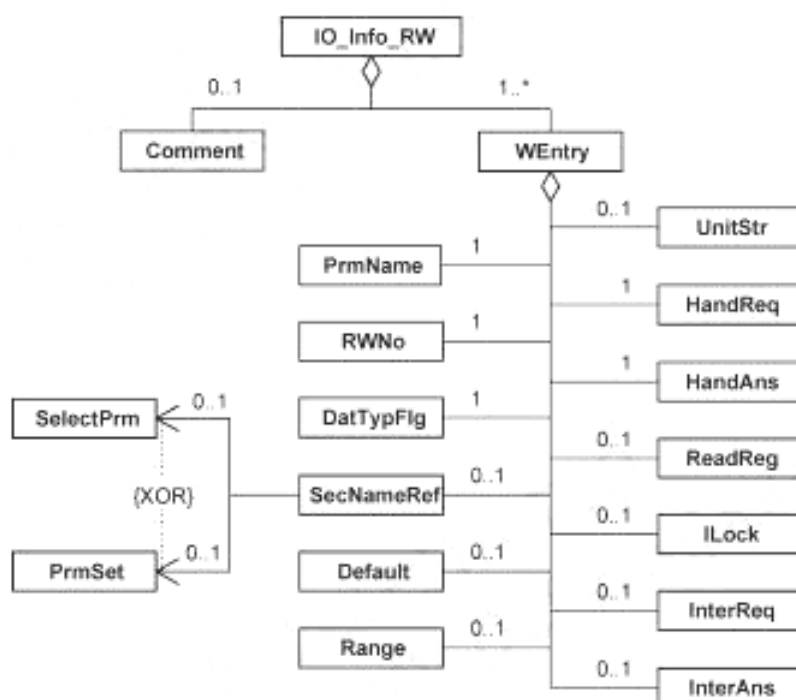 IO_Info_RW
0..1
1..*
Comment
WEntry
0..1
UnitStr
PrmName
1
1
HandReq
RWNo
1
1
HandAns
SelectPrm
0..1
DatTypFlg
1
0..1
ReadReg
{XOR}
SecNameRef
0..1
0..1
ILock
PrmSet
0..1
Default
0..1
0..1
InterReq
Range
0..1
0..1
InterAns